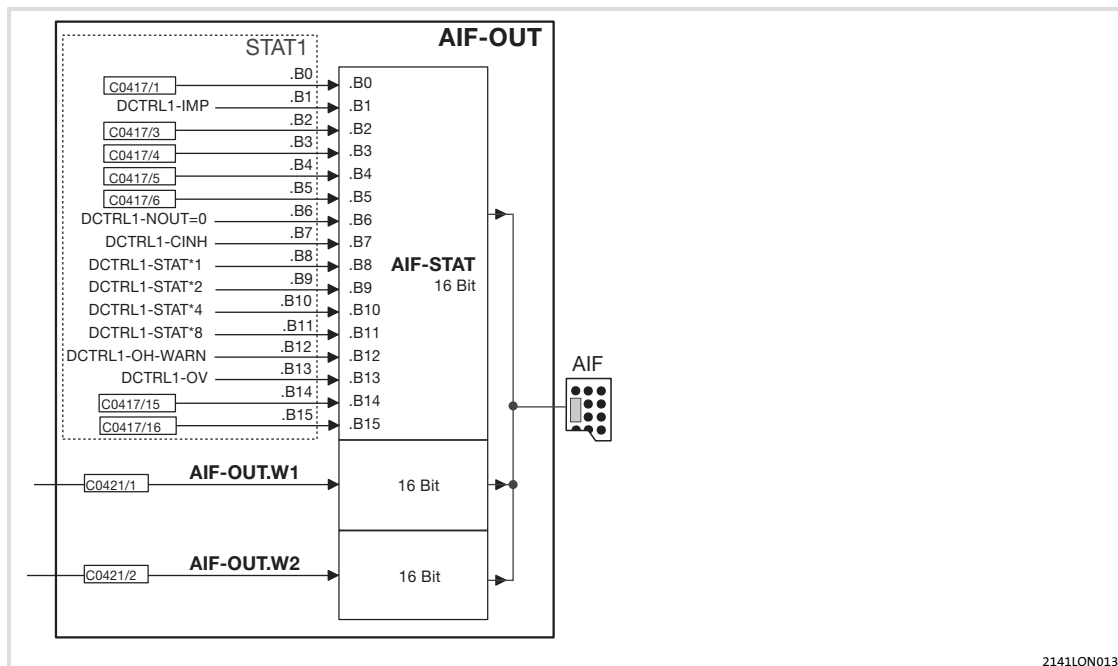 AIF-OUT
STAT1
C0417/1 .B0 .B0
DCTRL1-IMP .B1 .B1
C0417/3 .B2 .B2
C0417/4 .B3 .B3
C0417/5 .B4 .B4
C0417/6 .B5 .B5
DCTRL1-NOUT=0 .B6 .B6
DCTRL1-CINH .B7 .B7
DCTRL1-STAT*1 .B8 .B8 AIF-STAT
DCTRL1-STAT*2 .B9 .B9 16 Bit
DCTRL1-STAT*4 .B10 .B10
DCTRL1-STAT*8 .B11 .B11
DCTRL1-OH-WARN .B12 .B12
DCTRL1-OV .B13 .B13
C0417/15 .B14 .B14
C0417/16 .B15 .B15
AIF
C0421/1 AIF-OUT.W1 16 Bit
C0421/2 AIF-OUT.W2 16 Bit
2141LON013